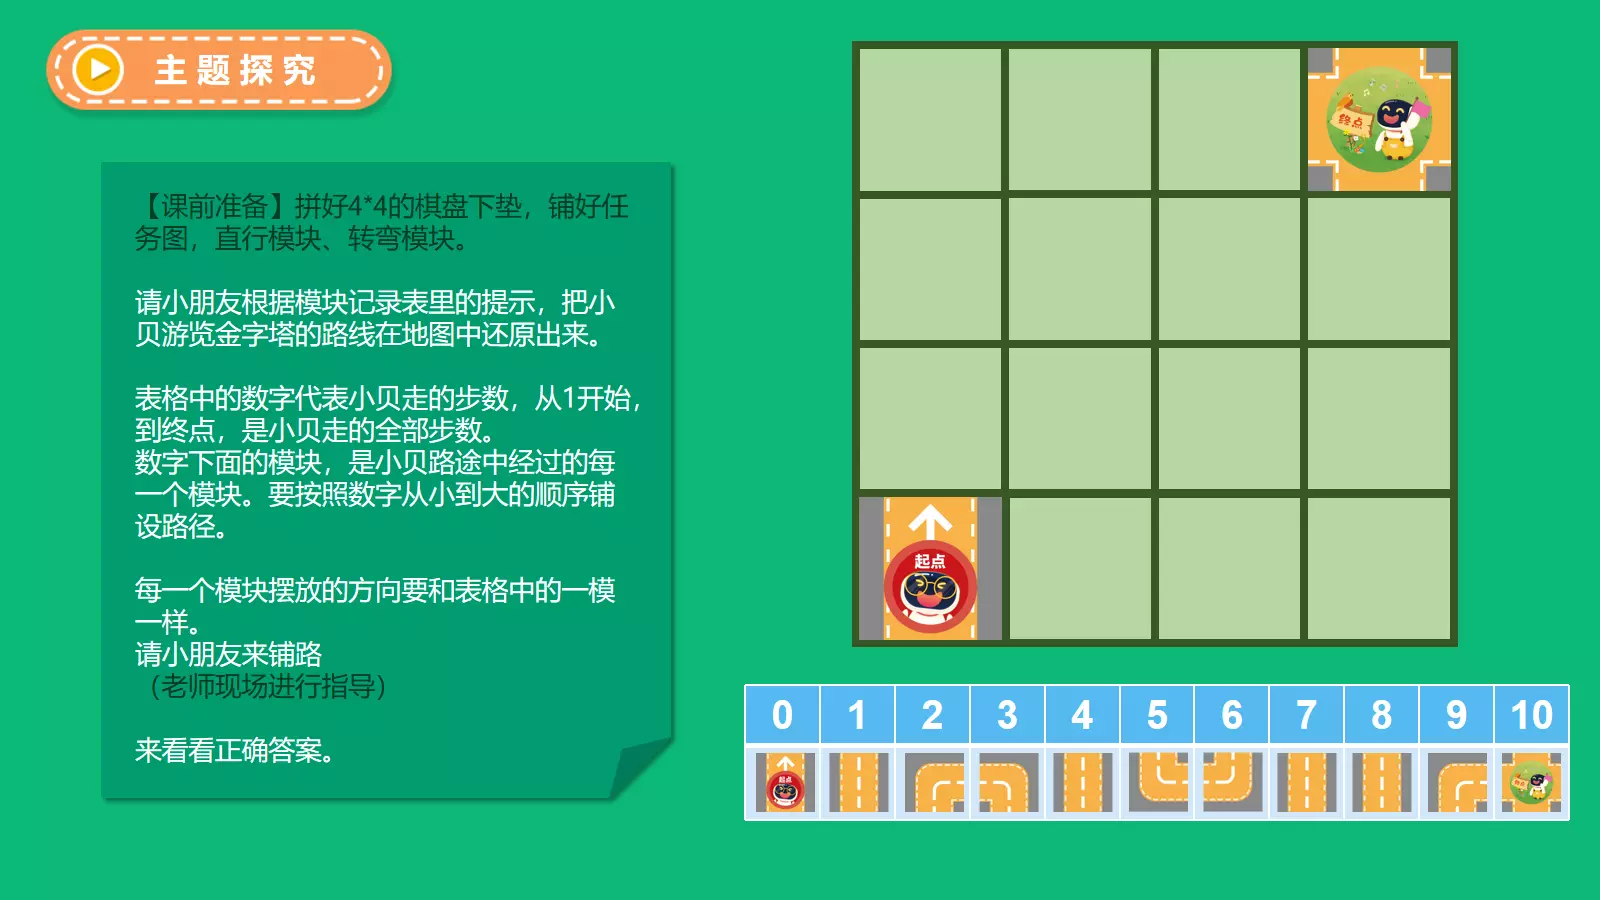 主题探究
【课前准备】拼好4*4的棋盘下垫，铺好任
务图，直行模块、转弯模块。
请小朋友根据模块记录表里的提示，把小
贝游览金字塔的路线在地图中还原出来。
表格中的数字代表小贝走的步数，从1开始，
到终点，是小贝走的全部步数。
数字下面的模块，是小贝路途中经过的每
一个模块。要按照数字从小到大的顺序铺
设路径。
每一个模块摆放的方向要和表格中的一模
一样。
请小朋友来铺路
（老师现场进行指导）
来看看正确答案。
终点
起点
0 1 2 3 4 5 6 7 8 9 10
起点
终点